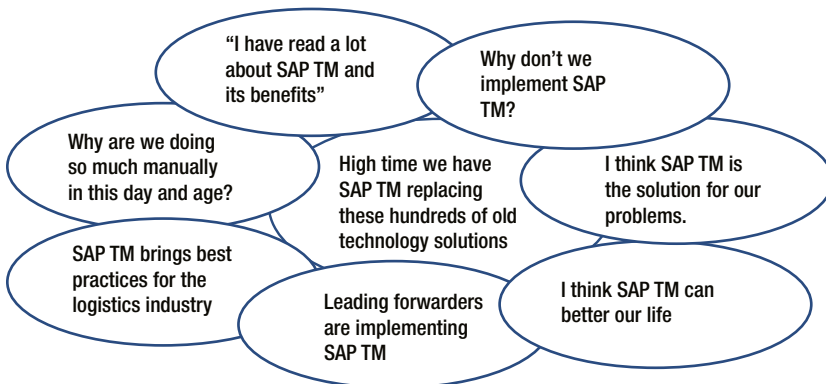 “I have read a lot
about SAP TM and
its benefits”
Why don’t we
implement SAP
TM?
Why are we doing
so much manually
in this day and age?
High time we have
SAP TM replacing
these hundreds of old
technology solutions
I think SAP TM is
the solution for our
problems.
SAP TM brings best
practices for the
logistics industry
Leading forwarders
are implementing
SAP TM
I think SAP TM can
better our life